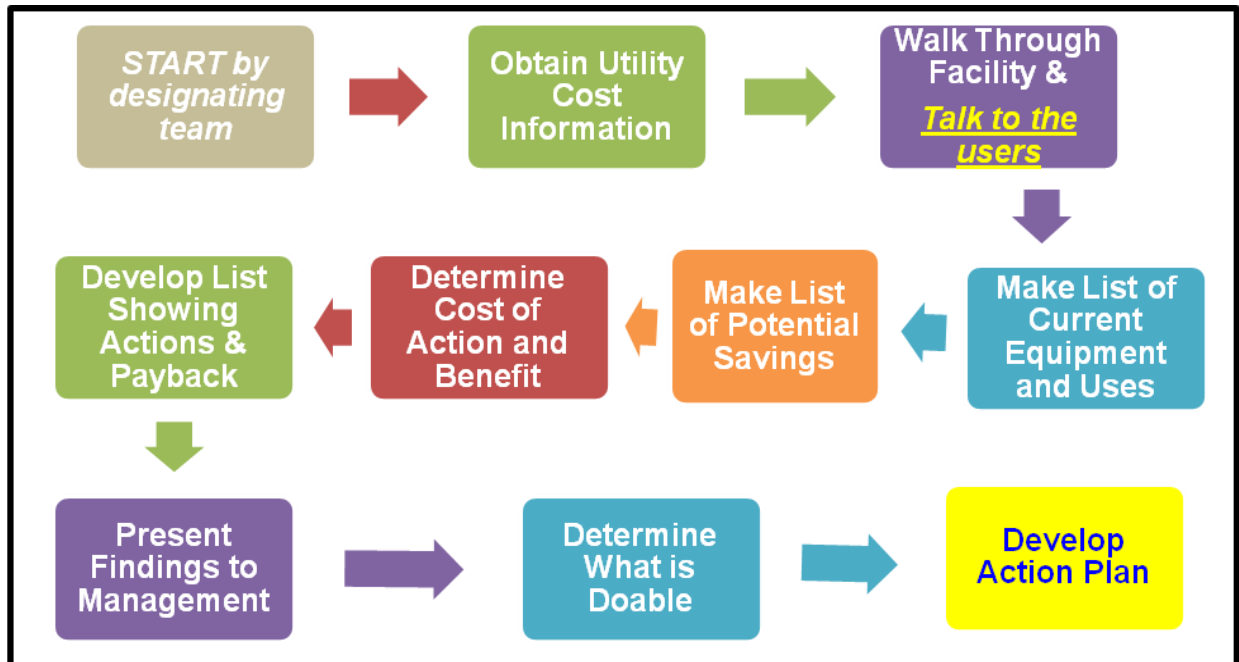 START by
designating
team
Obtain Utility
Cost
Information
Walk Through
Facility &
Talk to the
users
Make List of
Current
Equipment
and Uses
Make List
of Potential
Savings
Determine
Cost of
Action and
Benefit
Develop List
Showing
Actions &
Payback
Present
Findings to
Management
Determine
What is
Doable
Develop
Action Plan